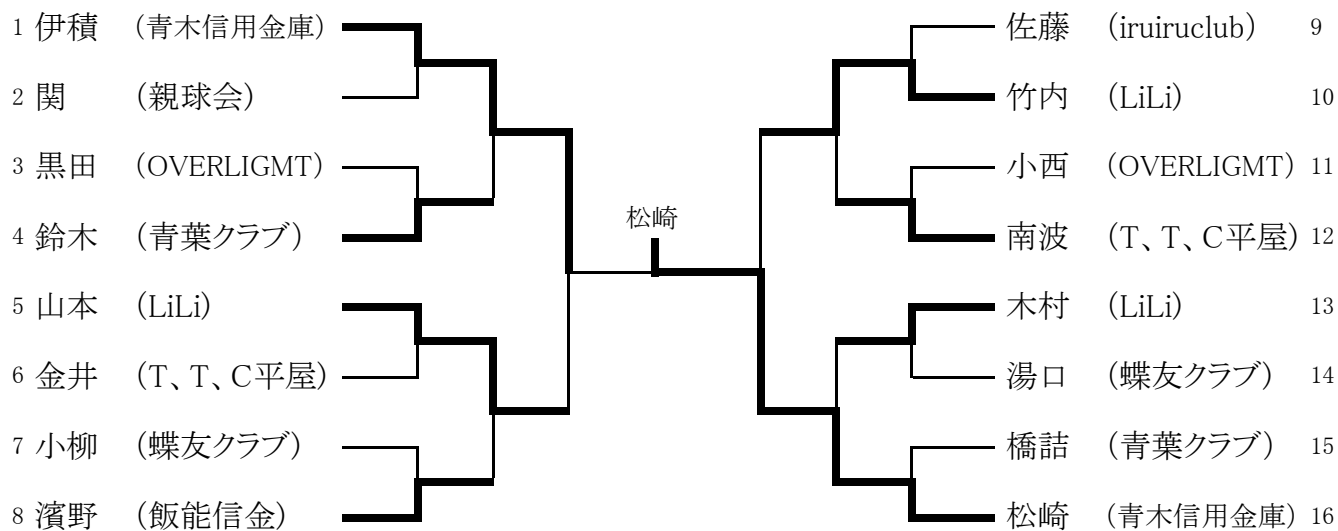 1 伊積 (青木信用金庫)
2 関 (親球会)
3 黒田 (OVERLIGMT)
4 鈴木 (青葉クラブ)
5 山本 (LiLi)
6 金井 (T、T、C平屋)
7 小柳 (蝶友クラブ)
8 濱野 (飯能信金)
松崎
佐藤 (iruiruclub) 9
竹内 (LiLi) 10
小西 (OVERLIGMT) 11
南波 (T、T、C平屋) 12
木村 (LiLi) 13
湯口 (蝶友クラブ) 14
橋詰 (青葉クラブ) 15
松崎 (青木信用金庫) 16